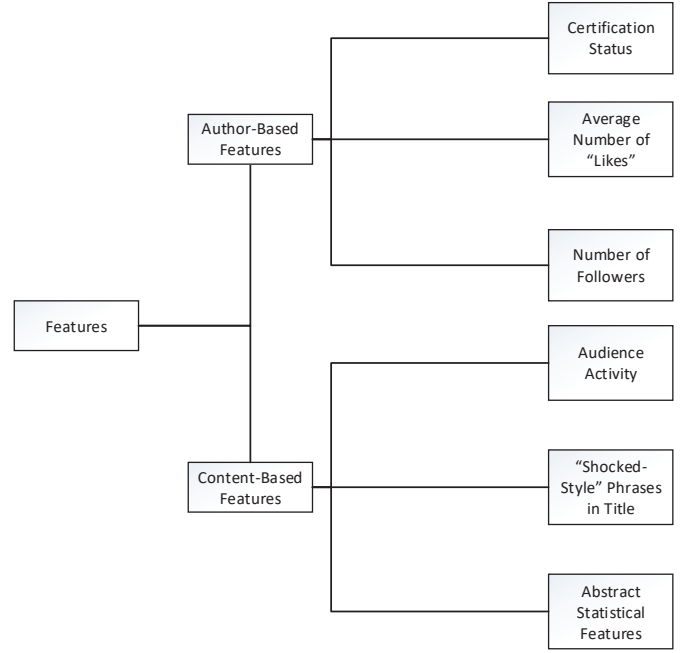 Certification
Status
Author-Based
Features
Average
Number of
“Likes”
Number of
Followers
Features
Audience
Activity
Content-Based
Features
“Shocked-
Style” Phrases
in Title
Abstract
Statistical
Features